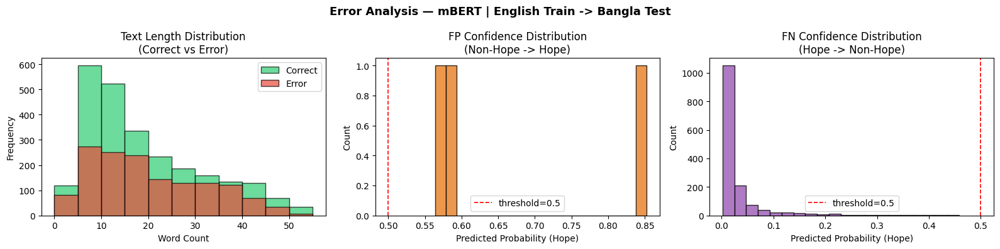 Error Analysis — mBERT | English Train -> Bangla Test
Text Length Distribution
(Correct vs Error)
Correct
Error
Frequency
600
500
400
300
200
100
0
0 10 20 30 40 50
Word Count
FP Confidence Distribution
(Non-Hope -> Hope)
Count
1.0
0.8
0.6
0.4
0.2
0.0
threshold=0.5
0.50 0.55 0.60 0.65 0.70 0.75 0.80 0.85
Predicted Probability (Hope)
FN Confidence Distribution
(Hope -> Non-Hope)
Count
1000
800
600
400
200
0
threshold=0.5
0.0 0.1 0.2 0.3 0.4 0.5
Predicted Probability (Hope)